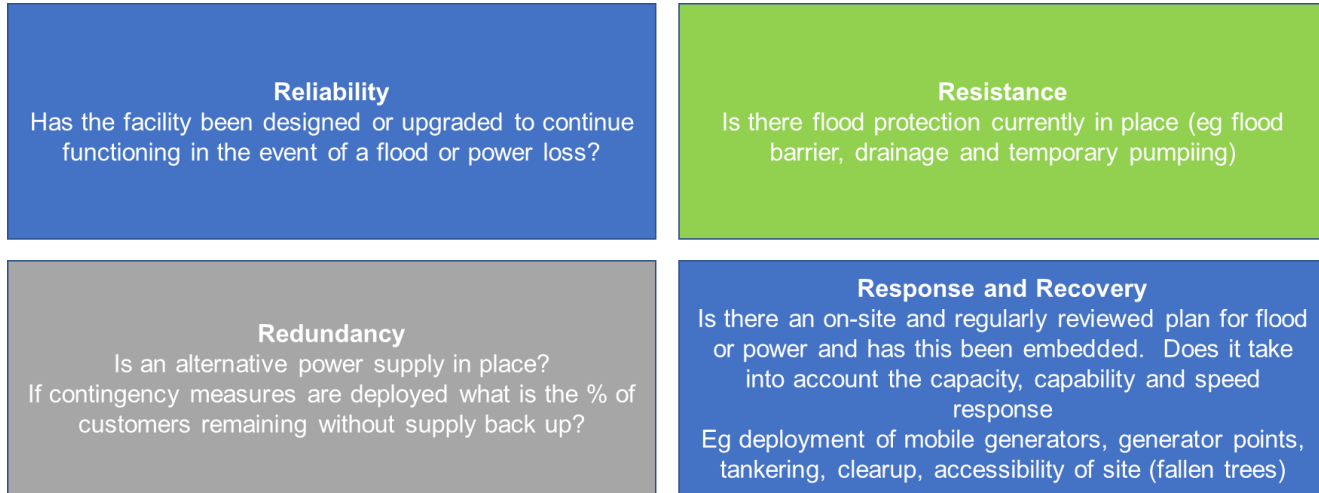 Reliability
Has the facility been designed or upgraded to continue
functioning in the event of a flood or power loss?
Resistance
Is there flood protection currently in place (eg flood
barrier, drainage and temporary pumpiing)
Redundancy
Is an alternative power supply in place?
If contingency measures are deployed what is the % of
customers remaining without supply back up?
Response and Recovery
Is there an on-site and regularly reviewed plan for flood
or power and has this been embedded.  Does it take
into account the capacity, capability and speed
response
Eg deployment of mobile generators, generator points,
tankering, clearup, accessibility of site (fallen trees)